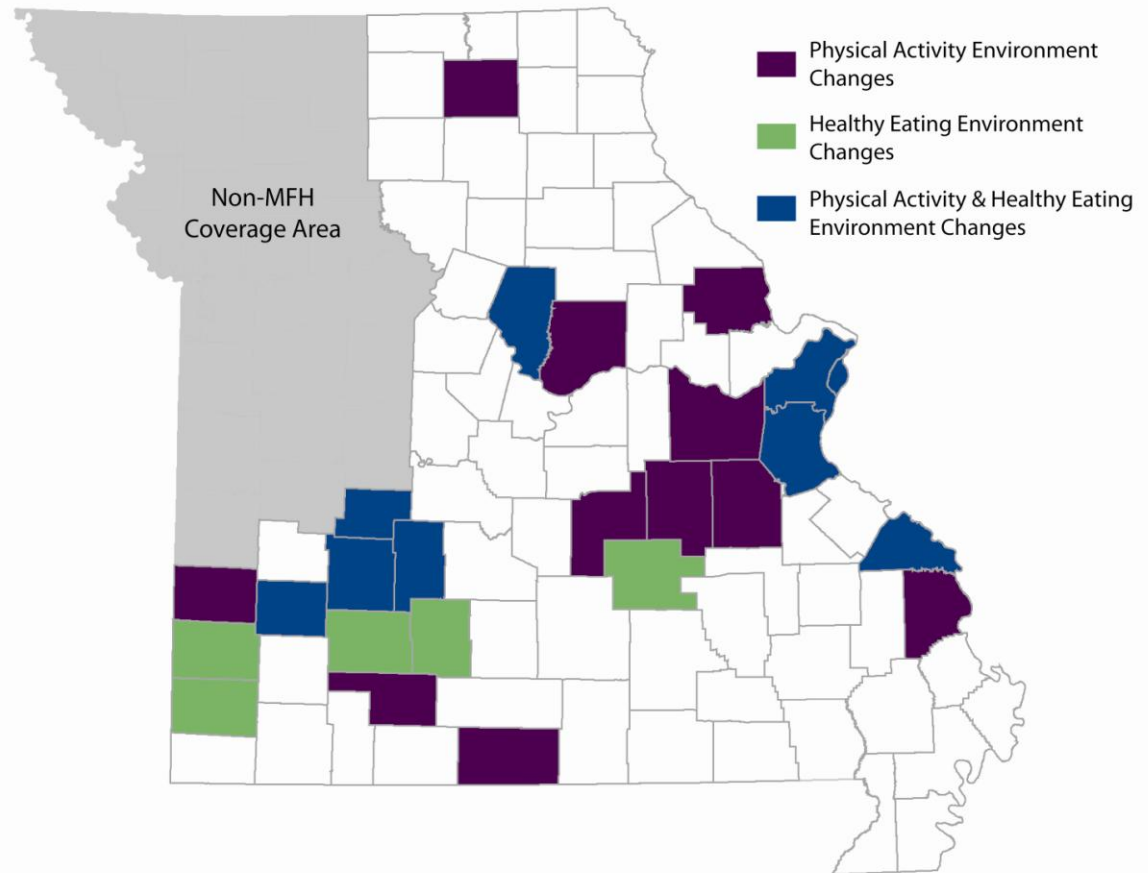 Physical Activity Environment
Changes
Healthy Eating Environment
Changes
Physical Activity & Healthy Eating
Environment Changes
Non-MFH
Coverage Area